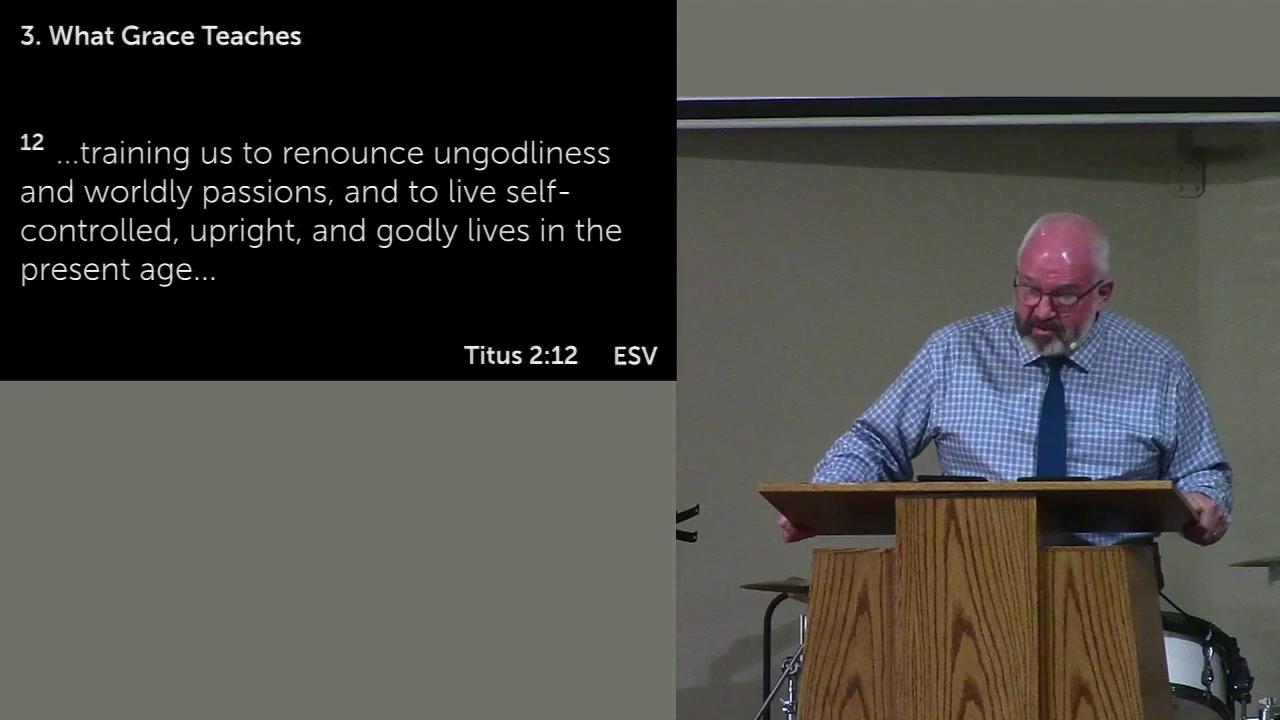 3. What Grace Teaches
12 ...training us to renounce ungodliness
and worldly passions, and to live self-
controlled, upright, and godly lives in the
present age...
Titus 2:12 ESV